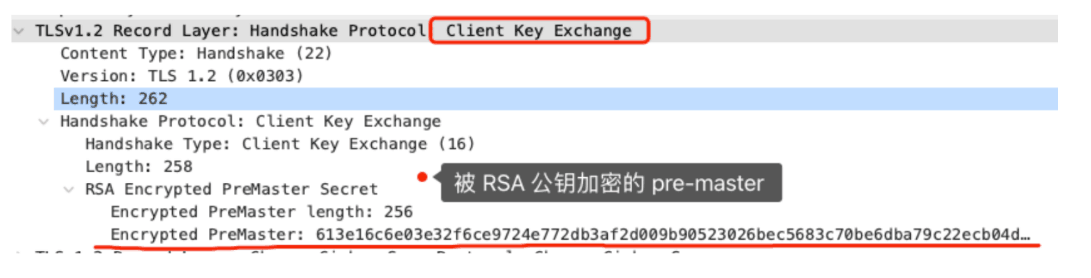 TLSv1.2 Record Layer: Handshake Protocol: Client Key Exchange
Content Type: Handshake (22)
Version: TLS 1.2 (0x0303)
Length: 262
Handshake Protocol: Client Key Exchange
Handshake Type: Client Key Exchange (16)
Length: 258
被 RSA 公钥加密的 pre-master
RSA Encrypted PreMaster Secret
Encrypted PreMaster length: 256
Encrypted PreMaster: 613e16c6e03e32f6ce9724e772db3af2d009b90523026bec5683c70be6dba79c22ecb04d…